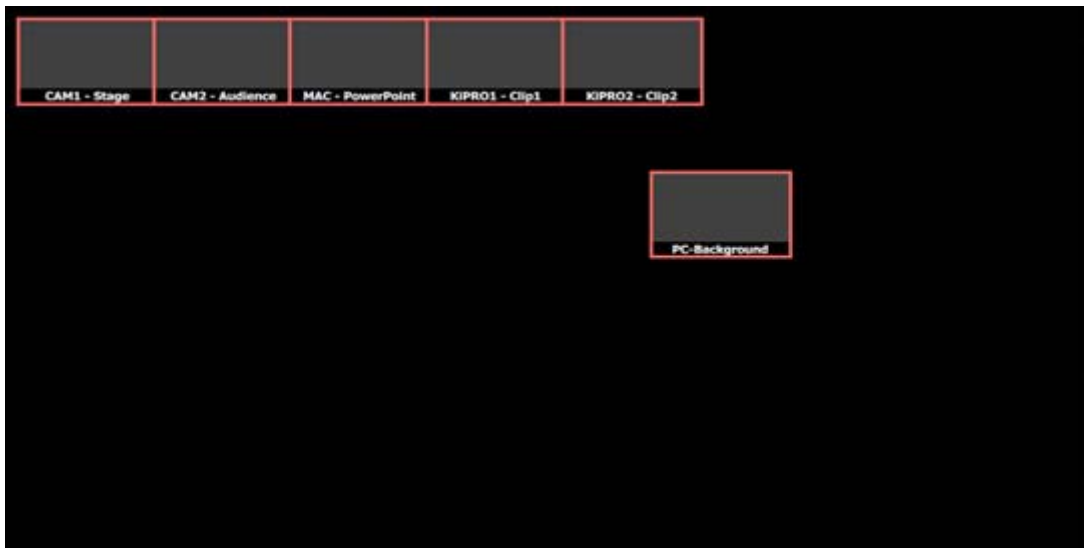 CAM1 - Stage
CAM2 - Audience
MAC - PowerPoint
KIPRO1 - Clip1
KIPRO2 - Clip2
PC-Background